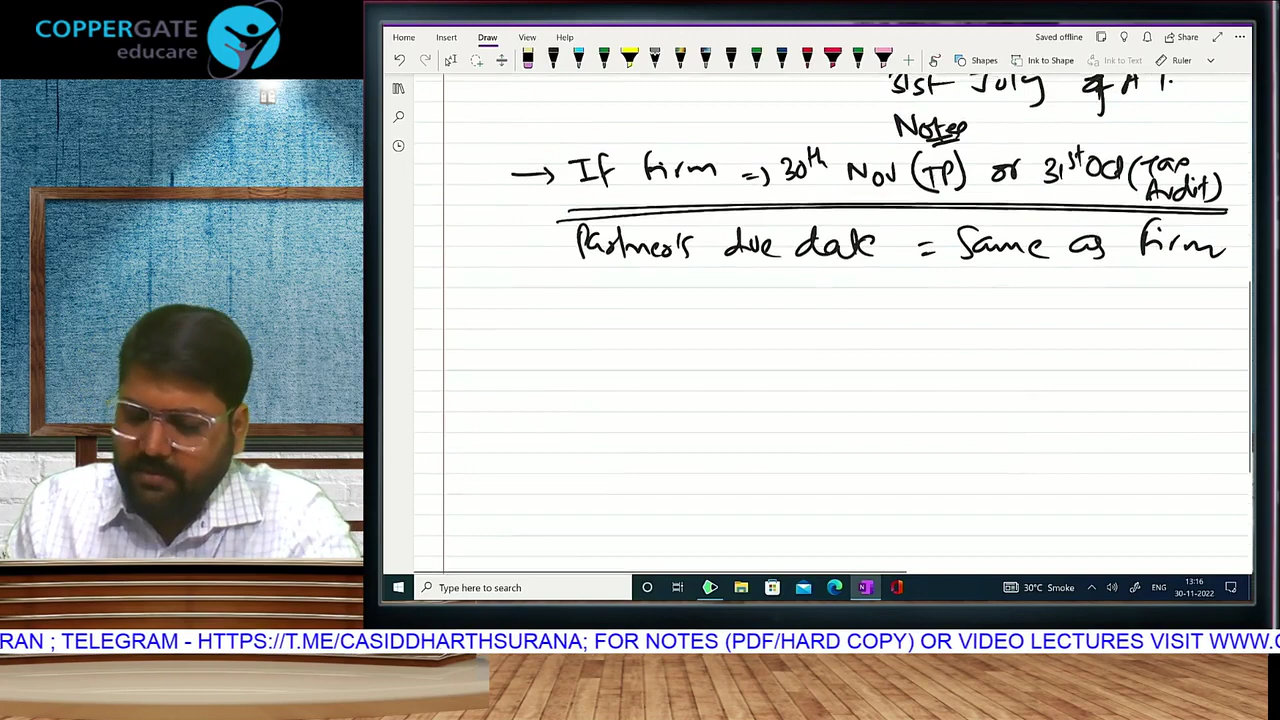 COPPERGATE
educare
Home Insert Draw View Help
Saved offline
Share
Shapes
Ink to Shape
Ink to Text
Ruler
31st July of A
Notes
→ If firm ⇒ 30th Nov (TP) or 31st Oct (Tax Audit)
Partner's due date = Same as firm
Type here to search
30°C Smoke
ENG
13:16
30-11-2022
RAN ; TELEGRAM - HTTPS://T.ME/CASIDDHARTHSURANA; FOR NOTES (PDF/HARD COPY) OR VIDEO LECTURES VISIT WWW.